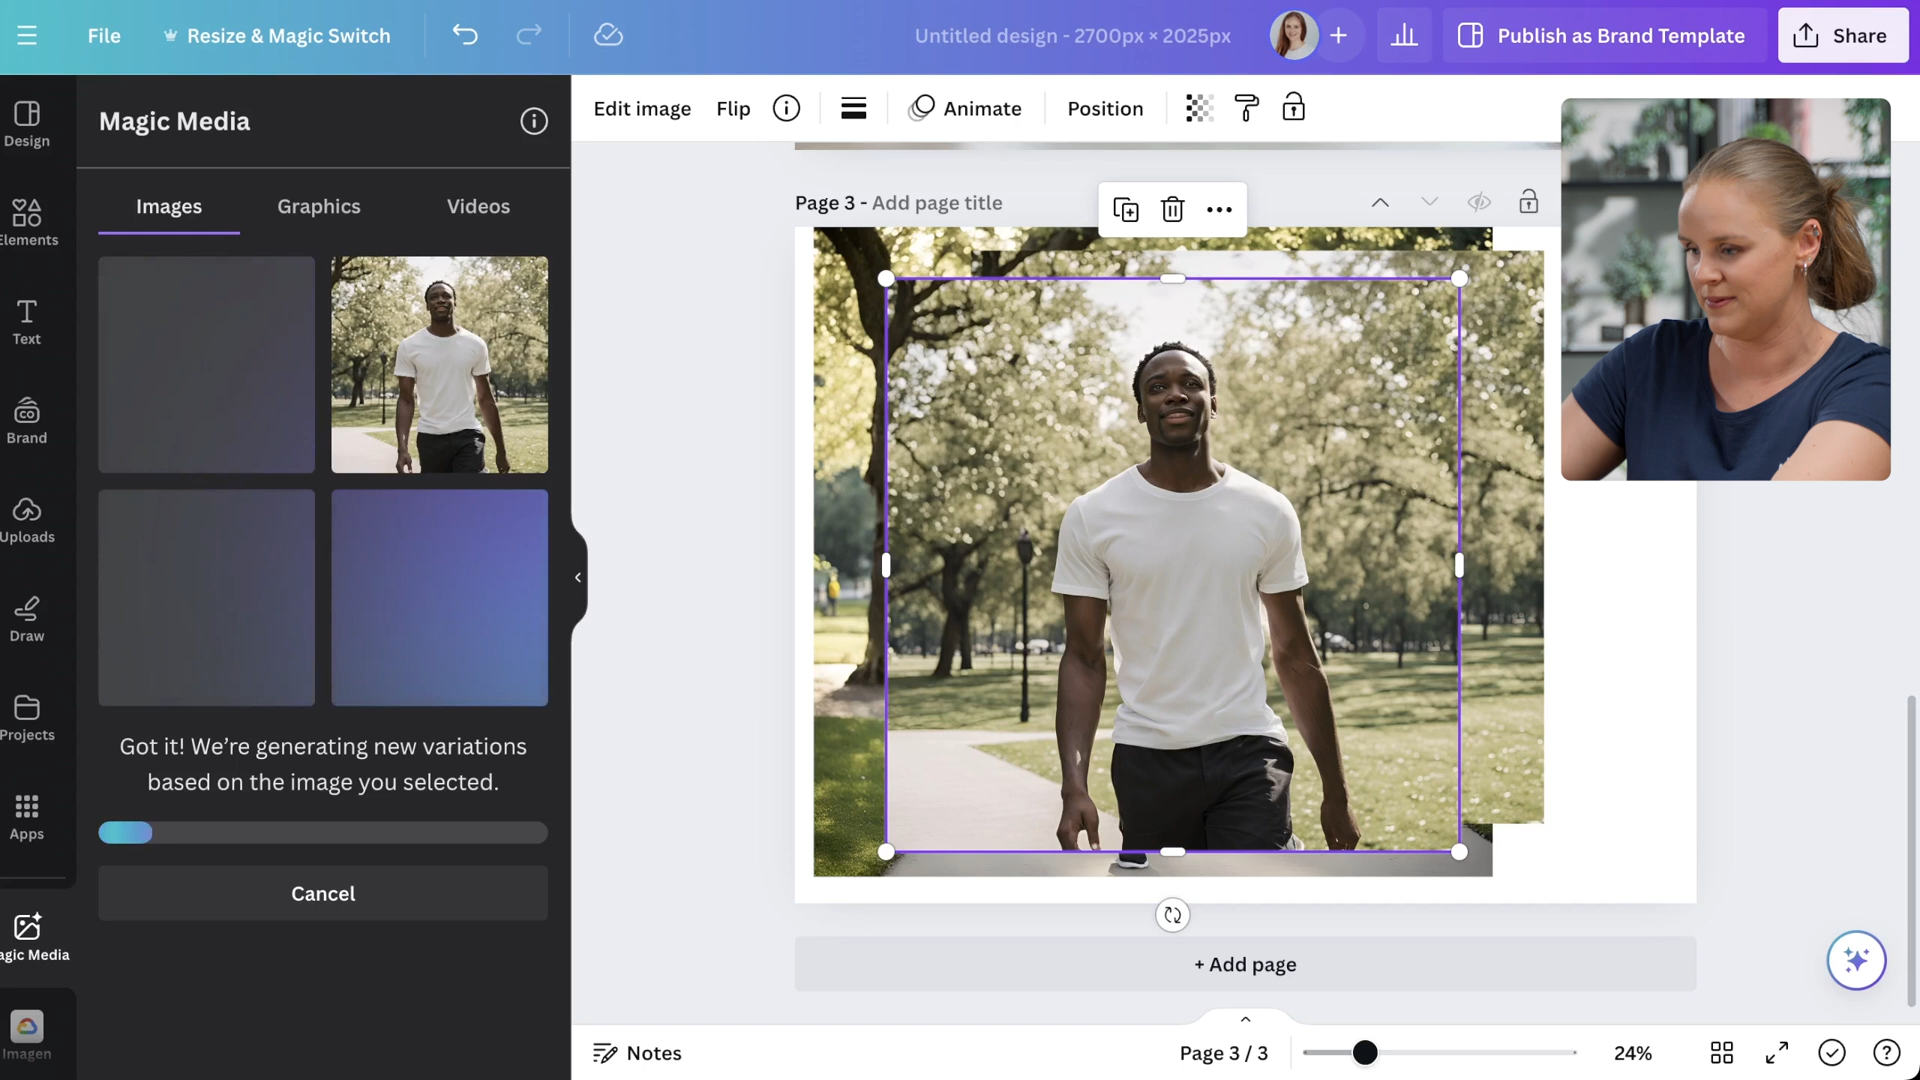 File
Resize & Magic Switch
Untitled design - 2700px × 2025px
Publish as Brand Template
Share
Design
Elements
Text
Brand
Uploads
Draw
Projects
Apps
agic Media
Imagen
Magic Media
Images
Graphics
Videos
Got it! We’re generating new variations
based on the image you selected.
Cancel
Edit image
Flip
Animate
Position
Page 3 - Add page title
+ Add page
Notes
Page 3 / 3
24%